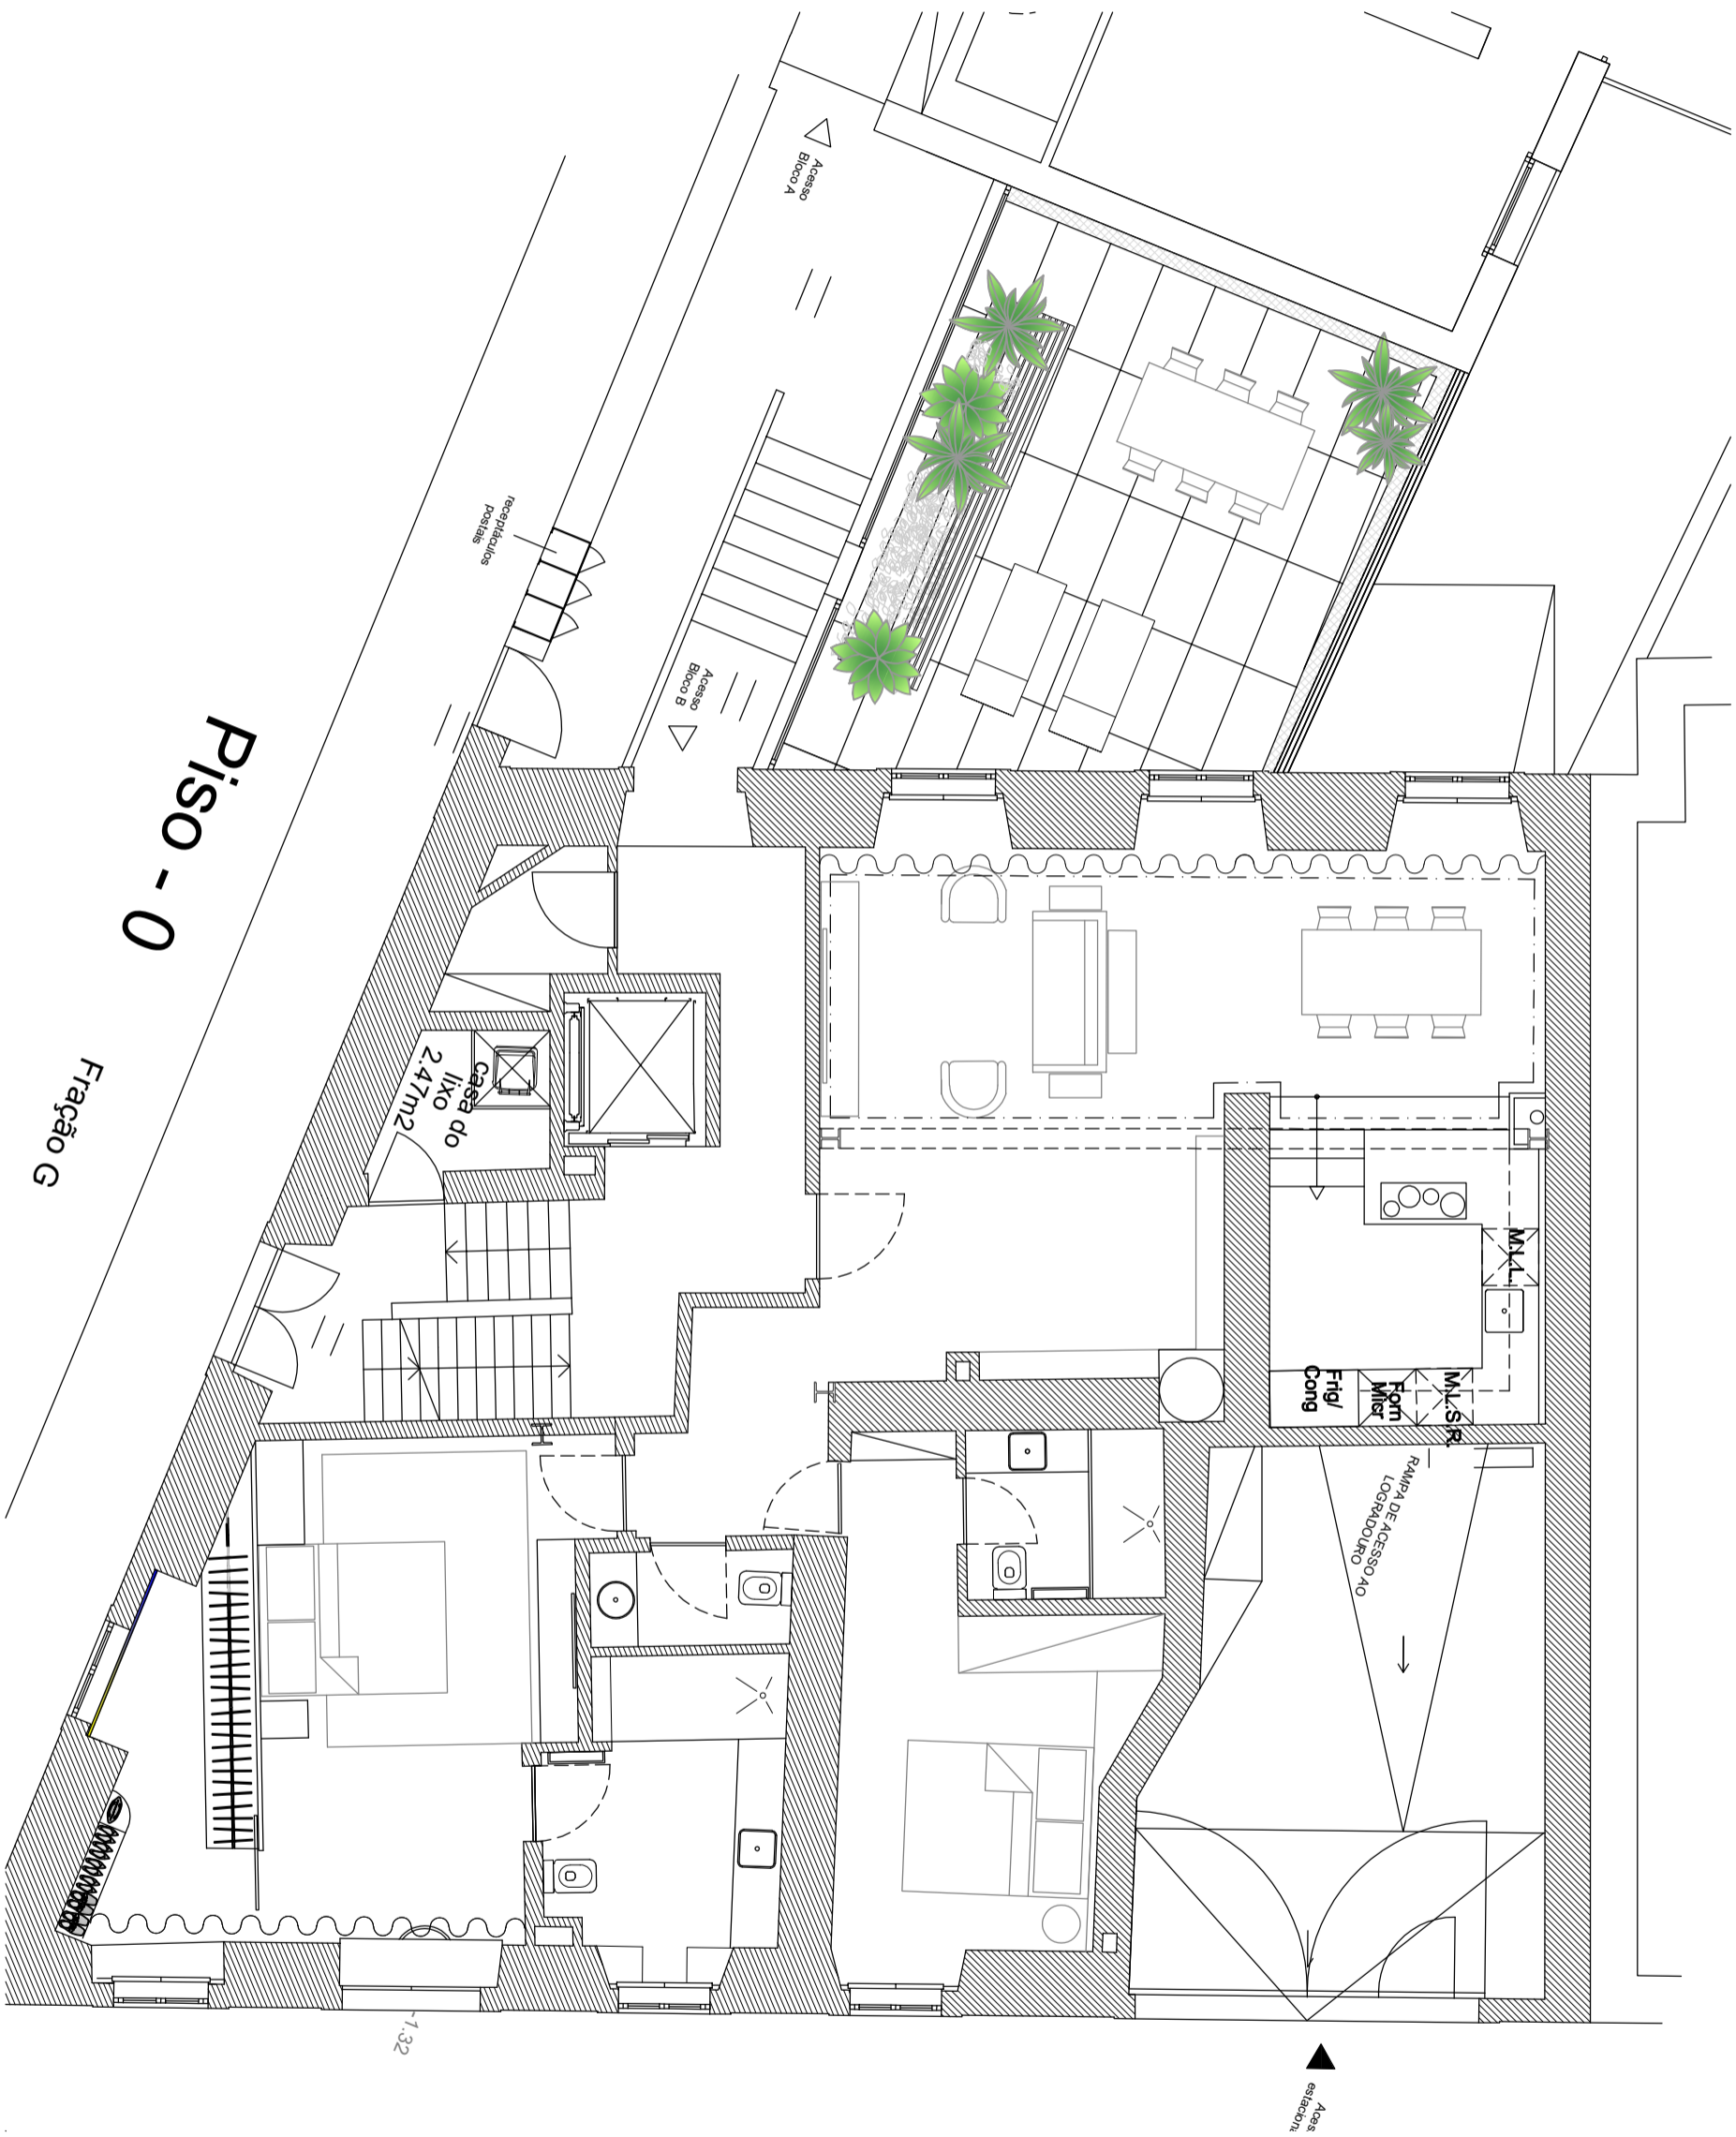 Acesso
Bloco A
receptáculos
postais
Acesso
Bloco B
Piso - 0
Fração G
casa do
lixo
2.47m2
M.L.L.
Frig/
Cong
Forn
Micr
M.L.S.R.
RAMPA DE ACESSO AO
LOGRADOURO
-1.32
Aces
estaciona